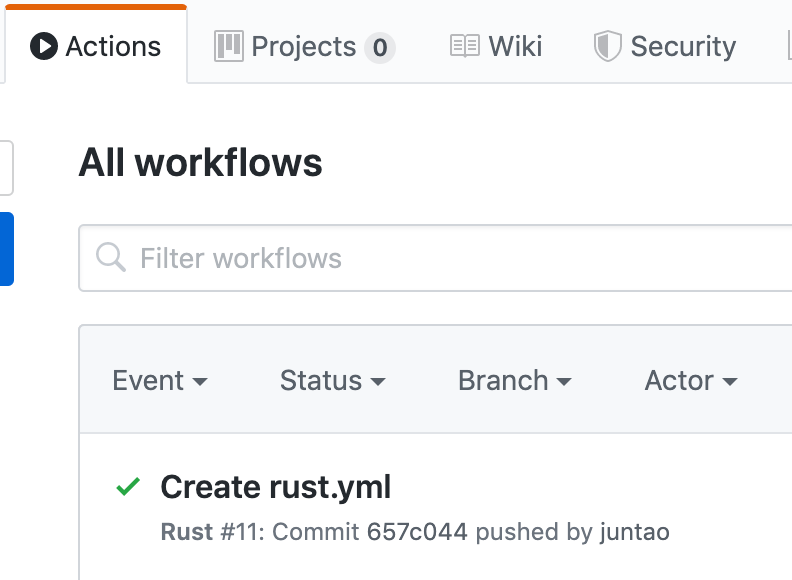 Actions Projects 0 Wiki Security
All workflows
Filter workflows
Event Status Branch Actor
Create rust.yml
Rust #11: Commit 657c044 pushed by juntao